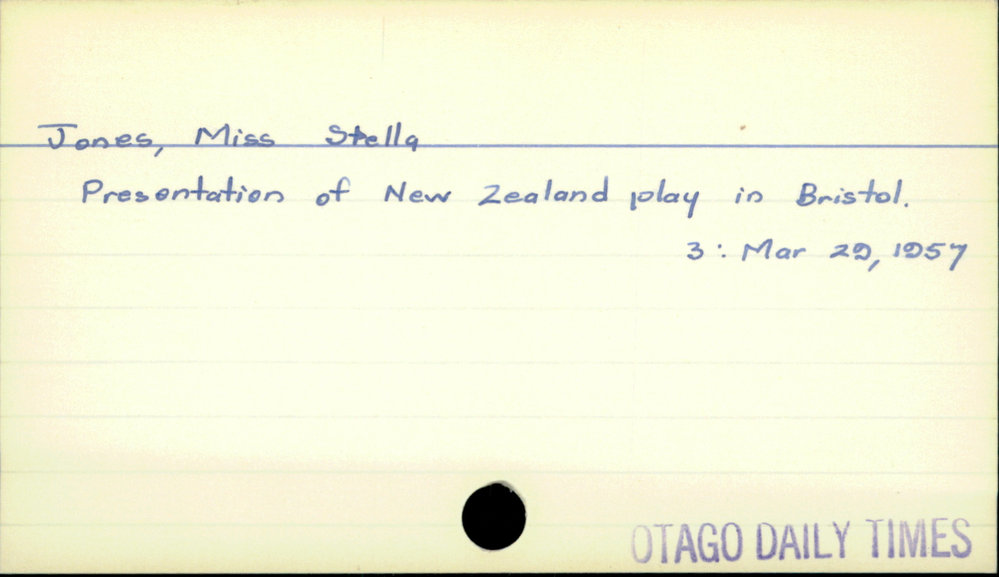 Jones, Miss Stella
Presentation of New Zealand play in Bristol.
3: Mar 29, 1957
OTAGO DAILY TIMES